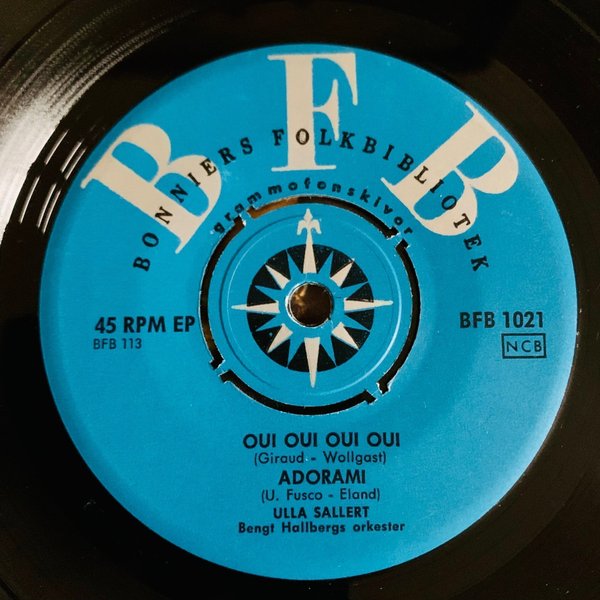 BFB
BONNIERS FOLKBIBLIOTEK
grammofonskivor
45 RPM EP
BFB 113
BFB 1021
NCB
OUI OUI OUI OUI
(Giraud - Wollgast)
ADORAMI
(U. Fusco - Eland)
ULLA SALLERT
Bengt Hallbergs orkester